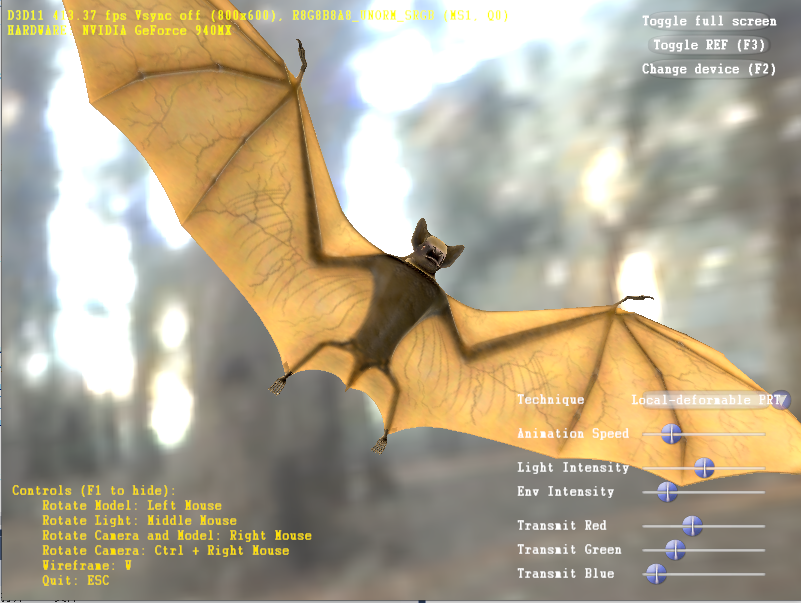 D3D11 fps Vsync off (800x600), R8G8B8A8_UNORM_SRGB (MS1, Q0)
HARDWARE: NVIDIA GeForce 940MX
Toggle full screen
Toggle REF (F3)
Change device (F2)
Technique Local-deformable PRT
Animation Speed
Light Intensity
Env Intensity
Transmit Red
Transmit Green
Transmit Blue
Controls (F1 to hide):
Rotate Model: Left Mouse
Rotate Light: Middle Mouse
Rotate Camera and Model: Right Mouse
Rotate Camera: Ctrl + Right Mouse
Wireframe: W
Quit: ESC